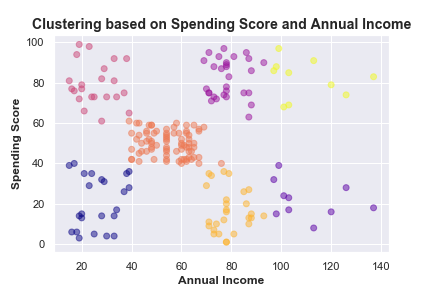 Clustering based on Spending Score and Annual Income
100
80
60
40
20
0
Spending Score
20 40 60 80 100 120 140
Annual Income